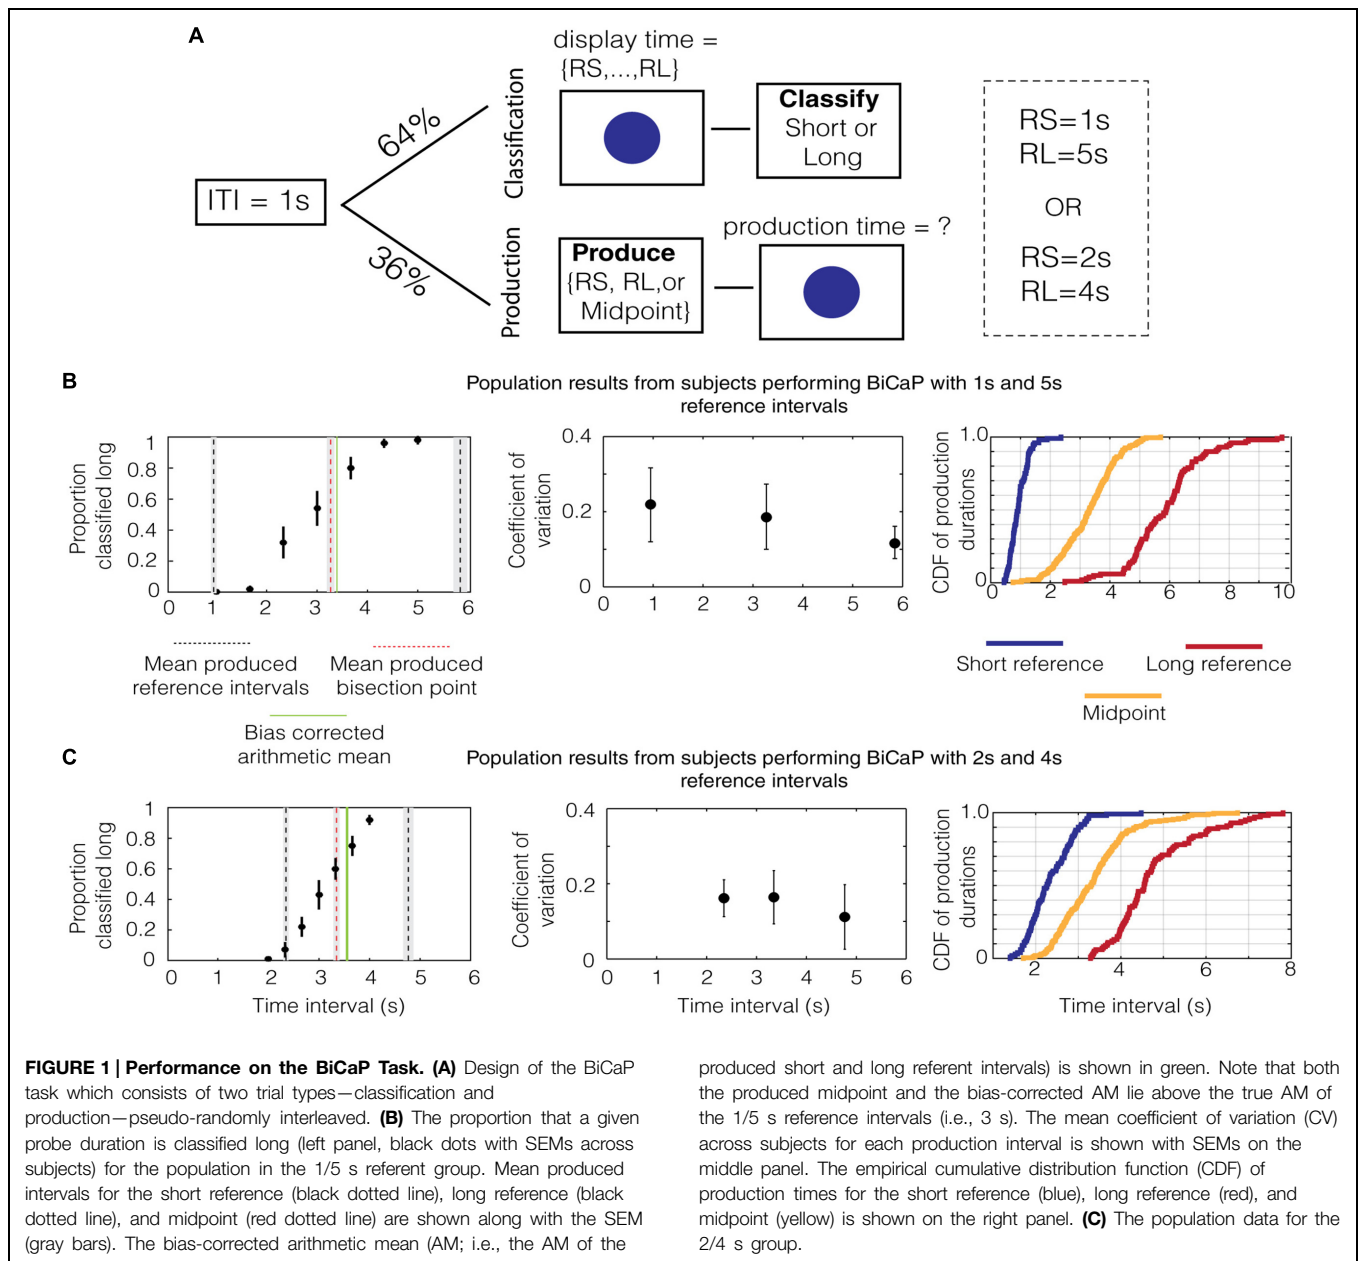 A
display time =
{RS,...,RL}
Classification
64%
Classify
Short or
Long
ITI = 1s
36%
Production
Produce
{RS, RL,or
Midpoint}
production time = ?
RS=1s
RL=5s
OR
RS=2s
RL=4s
B
Population results from subjects performing BiCaP with 1s and 5s
reference intervals
Proportion
classified long
1
0.8
0.6
0.4
0.2
0
0 1 2 3 4 5 6
Coefficient of
variation
0.4
0.2
0
0 1 2 3 4 5 6
CDF of production
durations
1.0
0
0 2 4 6 8 10
Mean produced
reference intervals
Mean produced
bisection point
Bias corrected
arithmetic mean
Short reference
Long reference
Midpoint
C
Population results from subjects performing BiCaP with 2s and 4s
reference intervals
Proportion
classified long
1
0.8
0.6
0.4
0.2
0
0 1 2 3 4 5 6
Time interval (s)
Coefficient of
variation
0.4
0.2
0
0 1 2 3 4 5 6
Time interval (s)
CDF of production
durations
1.0
0
2 4 6 8
Time interval (s)
FIGURE 1 | Performance on the BiCaP Task. (A) Design of the BiCaP
task which consists of two trial types—classification and
production—pseudo-randomly interleaved. (B) The proportion that a given
probe duration is classified long (left panel, black dots with SEMs across
subjects) for the population in the 1/5 s referent group. Mean produced
intervals for the short reference (black dotted line), long reference (black
dotted line), and midpoint (red dotted line) are shown along with the SEM
(gray bars). The bias-corrected arithmetic mean (AM; i.e., the AM of the
produced short and long referent intervals) is shown in green. Note that both
the produced midpoint and the bias-corrected AM lie above the true AM of
the 1/5 s reference intervals (i.e., 3 s). The mean coefficient of variation (CV)
across subjects for each production interval is shown with SEMs on the
middle panel. The empirical cumulative distribution function (CDF) of
production times for the short reference (blue), long reference (red), and
midpoint (yellow) is shown on the right panel. (C) The population data for the
2/4 s group.